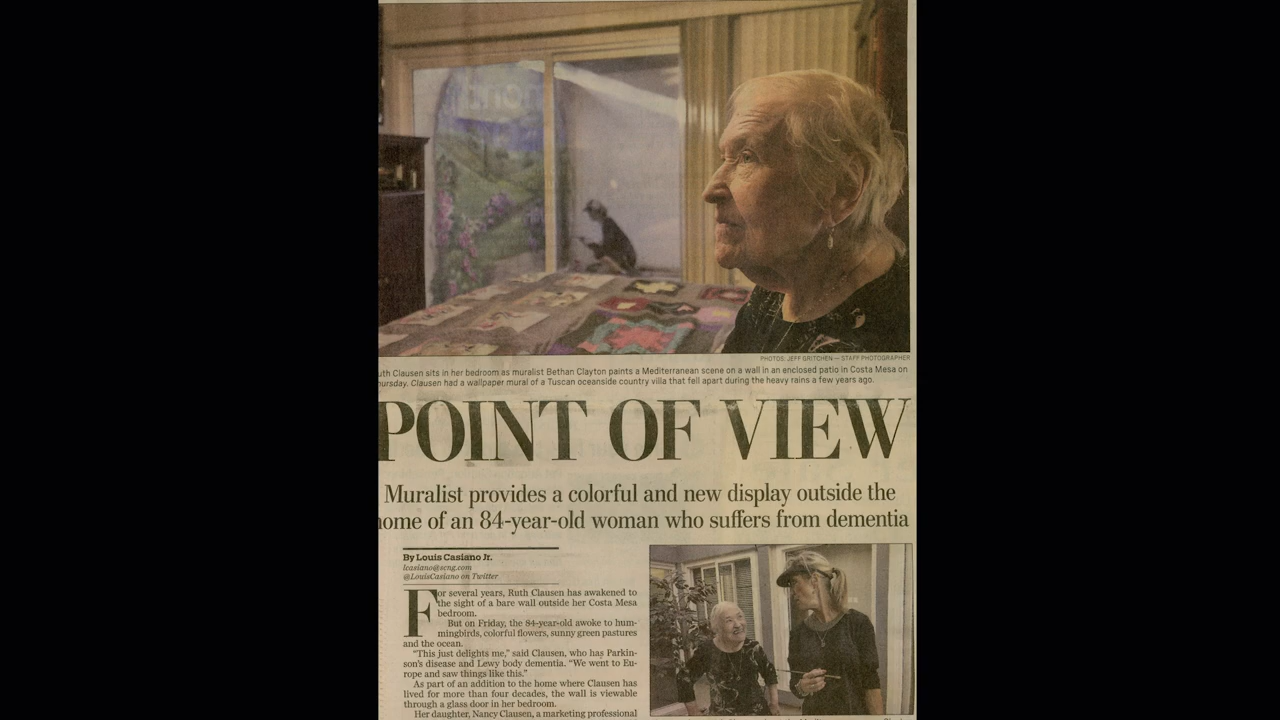 PHOTOS: JEFF GRITCHEN — STAFF PHOTOGRAPHER
uth Clausen sits in her bedroom as muralist Bethan Clayton paints a Mediterranean scene on a wall in an enclosed patio in Costa Mesa on
hursday. Clausen had a wallpaper mural of a Tuscan oceanside country villa that fell apart during the heavy rains a few years ago.
POINT OF VIEW
Muralist provides a colorful and new display outside the
ome of an 84-year-old woman who suffers from dementia
By Louis Casiano Jr.
lcasiano@scng.com
@LouisCasiano on Twitter
For several years, Ruth Clausen has awakened to
the sight of a bare wall outside her Costa Mesa
bedroom.
But on Friday, the 84-year-old awoke to hum-
mingbirds, colorful flowers, sunny green pastures
and the ocean.
“This just delights me,” said Clausen, who has Parkin-
son’s disease and Lewy body dementia. “We went to Eu-
rope and saw things like this.”
As part of an addition to the home where Clausen has
lived for more than four decades, the wall is viewable
through a glass door in her bedroom.
Her daughter, Nancy Clausen, a marketing professional